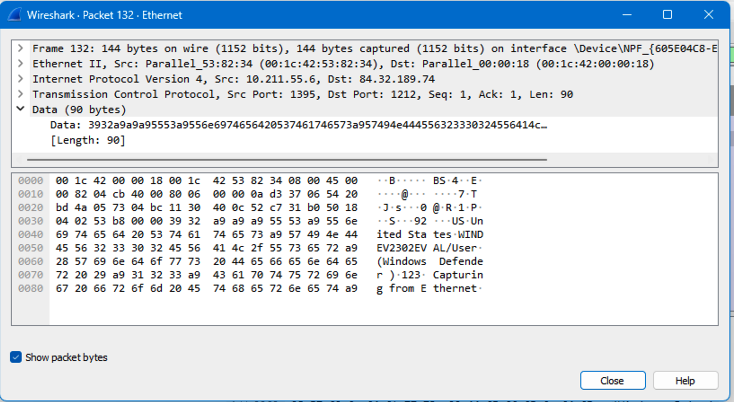 Wireshark · Packet 132 · Ethernet
Frame 132: 144 bytes on wire (1152 bits), 144 bytes captured (1152 bits) on interface \Device\NPF_{605E04C8-E
Ethernet II, Src: Parallel_53:82:34 (00:1c:42:53:82:34), Dst: Parallel_00:00:18 (00:1c:42:00:00:18)
Internet Protocol Version 4, Src: 10.211.55.6, Dst: 84.32.189.74
Transmission Control Protocol, Src Port: 1395, Dst Port: 1212, Seq: 1, Ack: 1, Len: 90
Data (90 bytes)
Data: 3932a9a9a95553a9556e6974656420537461746573a957494e444556323330324556414c…
[Length: 90]
0000 00 1c 42 00 00 18 00 1c 42 53 82 34 08 00 45 00 ··B·····BS·4··E·
0010 00 82 04 cb 40 00 80 06 00 00 0a d3 37 06 54 20 ····@·······7·T
0020 bd 4a 05 73 04 bc 11 30 40 0c 52 c7 31 b0 50 18 ·J·s···0@·R·1·P·
0030 04 02 53 b8 00 00 39 32 a9 a9 a9 55 53 a9 55 6e ··S···92···US·Un
0040 69 74 65 64 20 53 74 61 74 65 73 a9 57 49 4e 44 ited States·WIND
0050 45 56 32 33 30 32 45 56 41 4c 2f 55 73 65 72 a9 EV2302EVAL/User·
0060 28 57 69 6e 64 6f 77 73 20 44 65 66 65 6e 64 65 (Windows Defende
0070 72 20 29 a9 31 32 33 a9 43 61 70 74 75 72 69 6e r )·123·Capturin
0080 67 20 66 72 6f 6d 20 45 74 68 65 72 6e 65 74 a9 g from Ethernet·
Show packet bytes
Close
Help